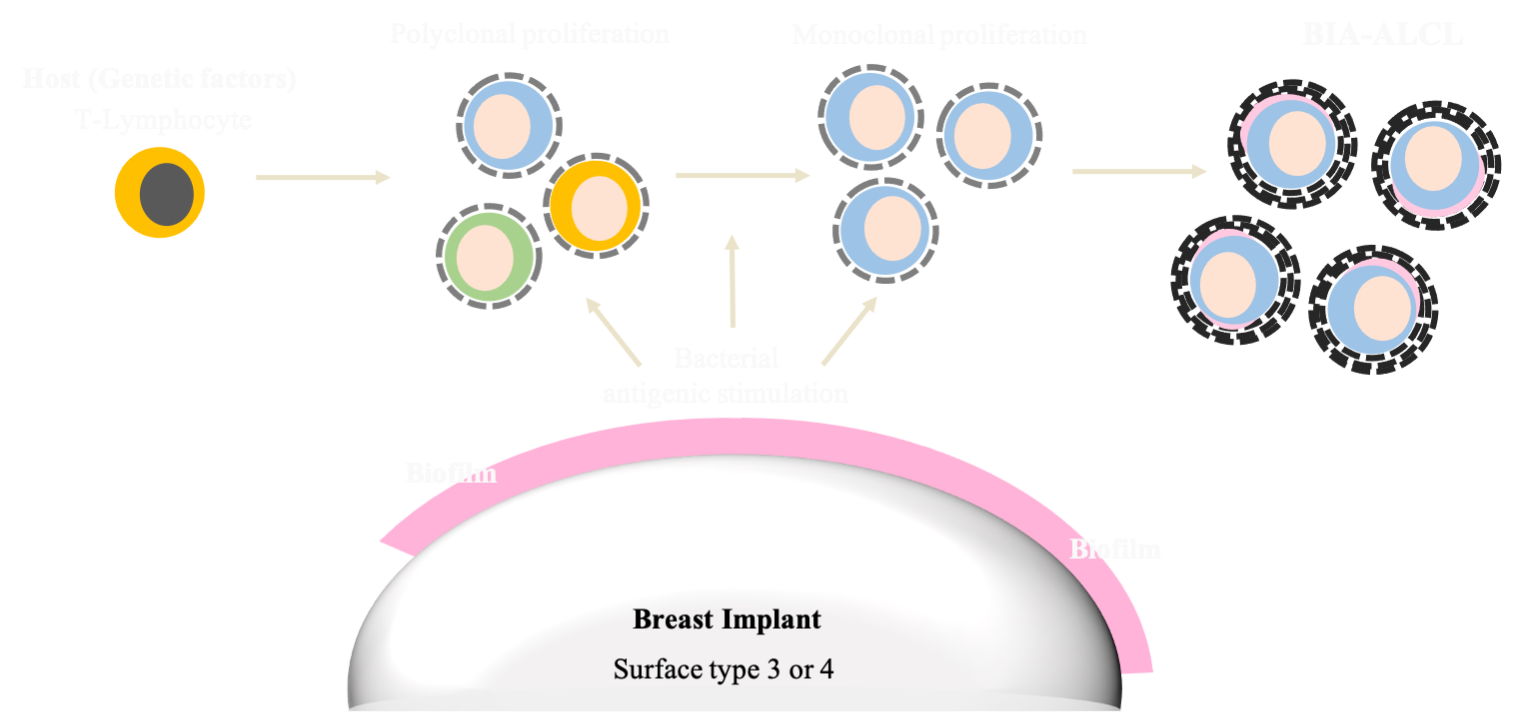 Polyclonal proliferation
Monoclonal proliferation
BIA-ALCL
Host (Genetic factors)
T-Lymphocyte
Bacterial
antigenic stimulation
Biofilm
Biofilm
Breast Implant
Surface type 3 or 4